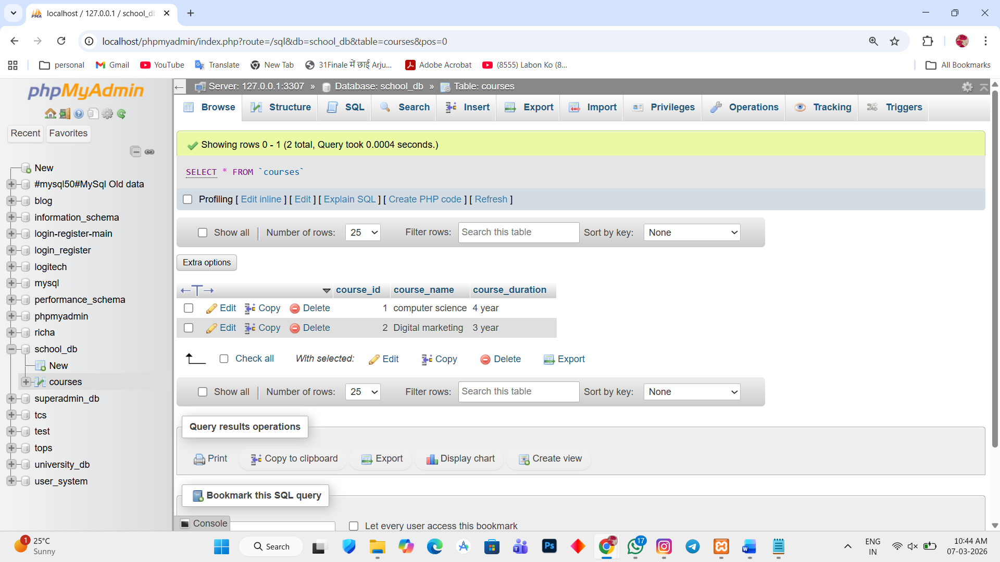 localhost / 127.0.0.1 / school_db
localhost/phpmyadmin/index.php?route=/sql&db=school_db&table=courses&pos=0
personal Gmail YouTube Translate New Tab 31Finale में छाई Arju... Adobe Acrobat (8555) Labon Ko (8... All Bookmarks
phpMyAdmin
Recent Favorites
New
#mysql50#MySql Old data
blog
information_schema
login-register-main
login_register
logitech
mysql
performance_schema
phpmyadmin
richa
school_db
New
courses
superadmin_db
tcs
test
tops
university_db
user_system
Server: 127.0.0.1:3307 » Database: school_db » Table: courses
Browse Structure SQL Search Insert Export Import Privileges Operations Tracking Triggers
Showing rows 0 - 1 (2 total, Query took 0.0004 seconds.)
SELECT * FROM `courses`
Profiling [ Edit inline ] [ Edit ] [ Explain SQL ] [ Create PHP code ] [ Refresh ]
Show all Number of rows: 25 Filter rows: Search this table Sort by key: None
Extra options
course_id course_name course_duration
Edit Copy Delete 1 computer science 4 year
Edit Copy Delete 2 Digital marketing 3 year
Check all With selected: Edit Copy Delete Export
Show all Number of rows: 25 Filter rows: Search this table Sort by key: None
Query results operations
Print Copy to clipboard Export Display chart Create view
Bookmark this SQL query
Console
Let every user access this bookmark
1
25°C
Sunny
Search
Ps
17
ENG
IN
10:44 AM
07-03-2026